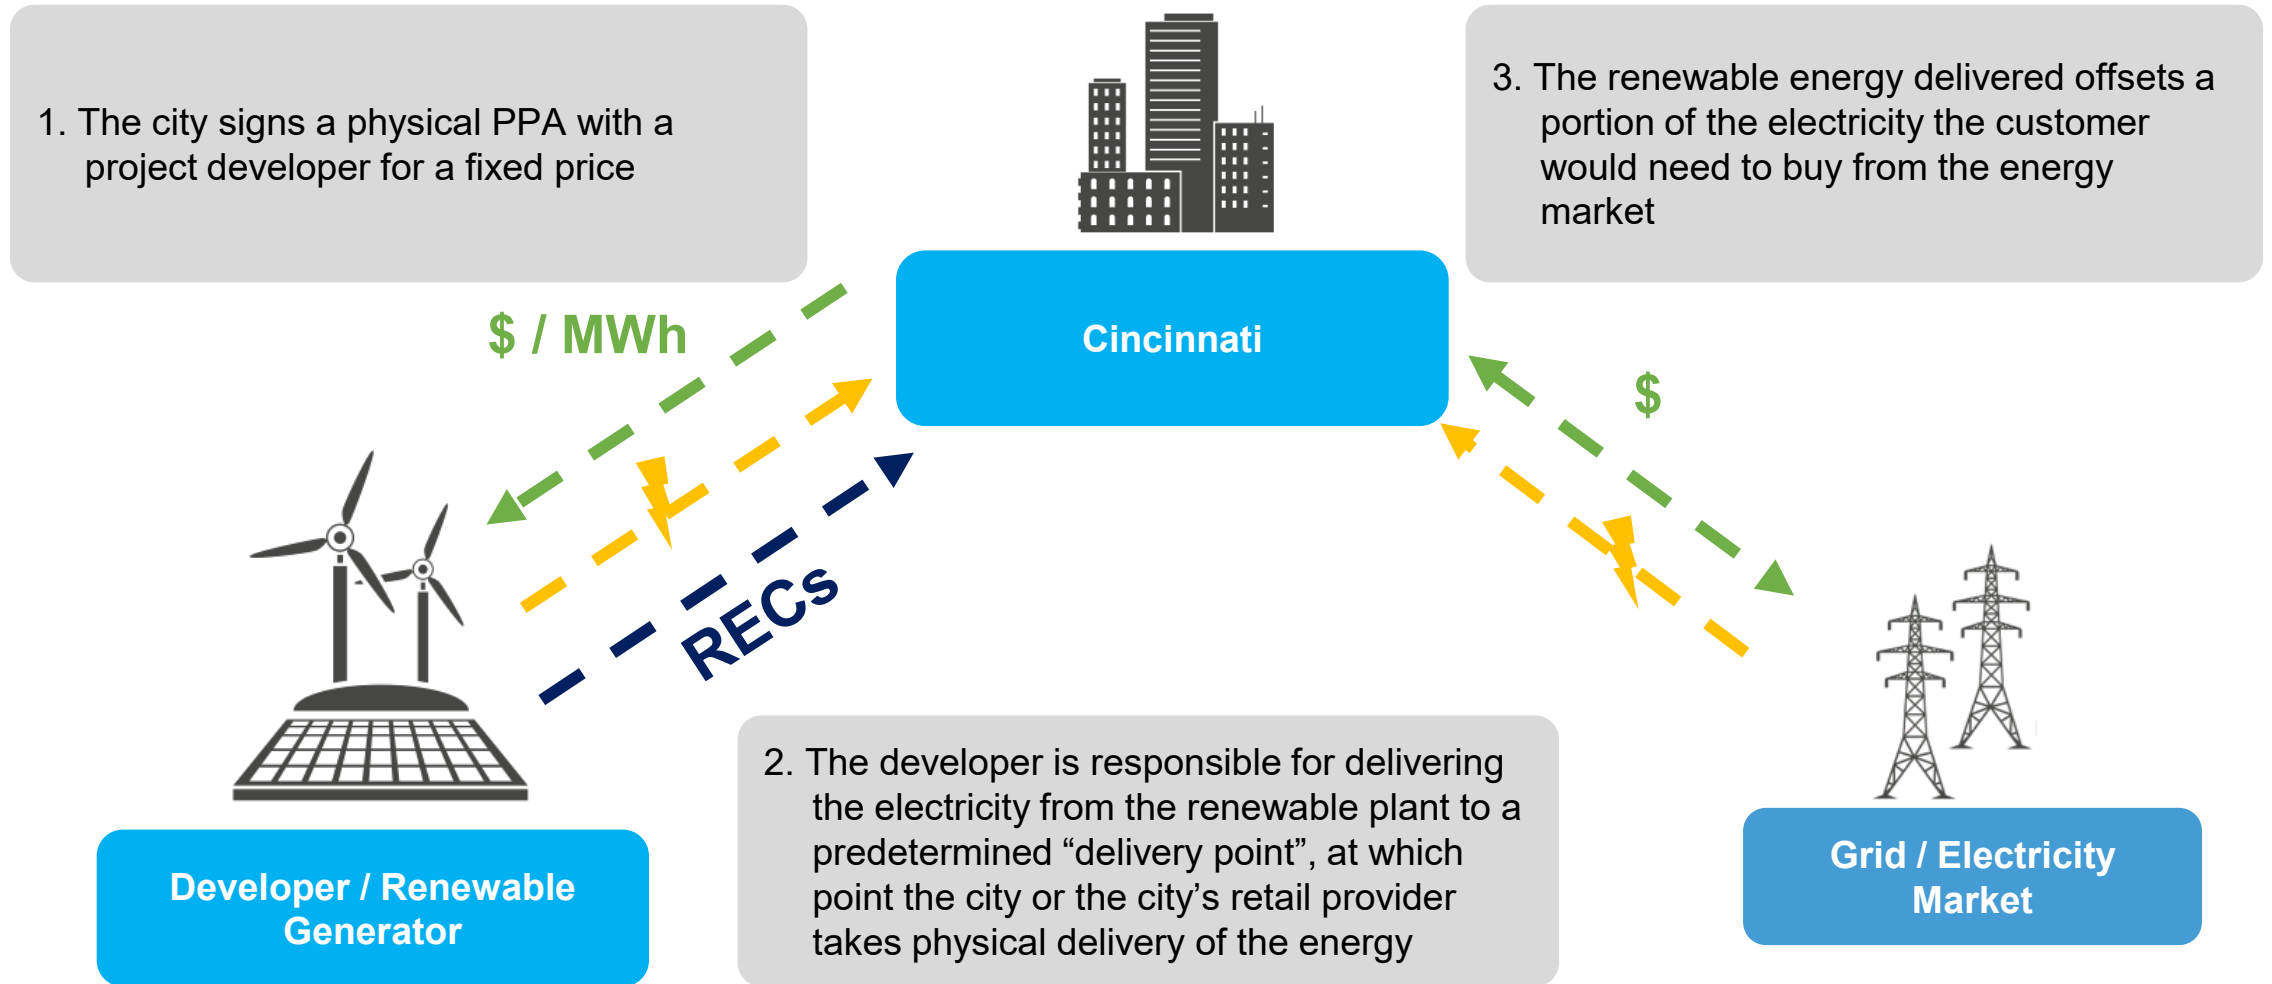 1. The city signs a physical PPA with a
project developer for a fixed price
3. The renewable energy delivered offsets a
portion of the electricity the customer
would need to buy from the energy
market
Cincinnati
$ / MWh
$
RECs
2. The developer is responsible for delivering
the electricity from the renewable plant to a
predetermined “delivery point”, at which
point the city or the city’s retail provider
takes physical delivery of the energy
Developer / Renewable
Generator
Grid / Electricity
Market